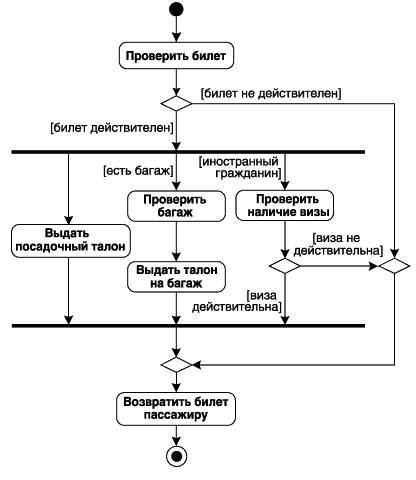 Проверить билет
[билет не действителен]
[билет действителен]
[есть багаж]
[иностранный
гражданин]
Проверить
багаж
Проверить
наличие визы
Выдать
посадочный талон
[виза не
действительна]
Выдать талон
на багаж
[виза
действительна]
Возвратить билет
пассажиру